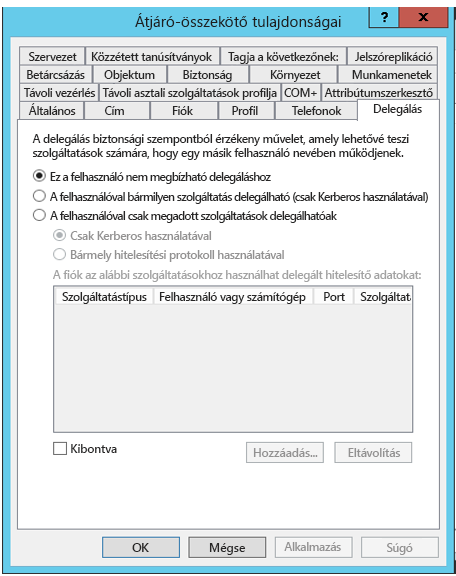 Átjáró-összekötő tulajdonságai
?
x
Szervezet Közzétett tanúsítványok Tagja a következőnek: Jelszóreplikáció
Betárcsázás Objektum Biztonság Környezet Munkamenetek
Távoli vezérlés Távoli asztali szolgáltatások profilja COM+ Attribútumszerkesztő
Általános Cím Fiók Profil Telefonok Delegálás
A delegálás biztonsági szempontból érzékeny művelet, amely lehetővé teszi
szolgáltatások számára, hogy egy másik felhasználó nevében működjenek.
Ez a felhasználó nem megbízható delegáláshoz
A felhasználóval bármilyen szolgáltatás delegálható (csak Kerberos használatával)
A felhasználóval csak megadott szolgáltatások delegálhatóak
Csak Kerberos használatával
Bármely hitelesítési protokoll használatával
A fiók az alábbi szolgáltatásokhoz használhat delegált hitelesítő adatokat:
Szolgáltatástípus Felhasználó vagy számítógép Port Szolgáltat
Kibontva Hozzáadás... Eltávolítás
OK Mégse Alkalmazás Súgó